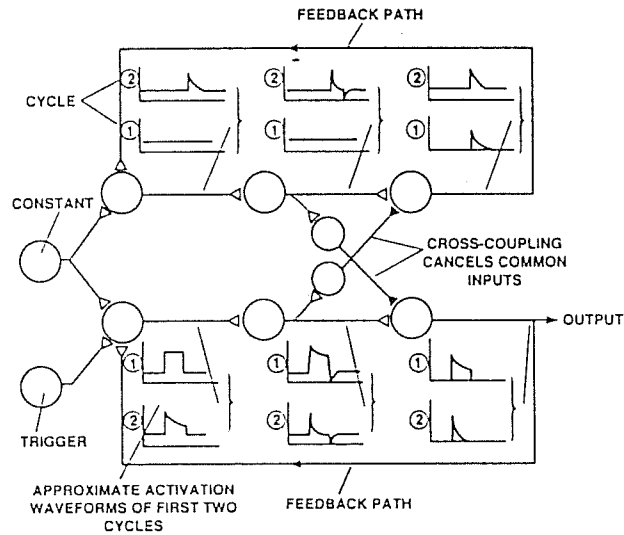 FEEDBACK PATH
②
②
②
CYCLE
①
①
①
CONSTANT
CROSS-COUPLING
CANCELS COMMON
INPUTS
OUTPUT
①
①
①
②
②
②
TRIGGER
APPROXIMATE ACTIVATION
WAVEFORMS OF FIRST TWO
CYCLES
FEEDBACK PATH